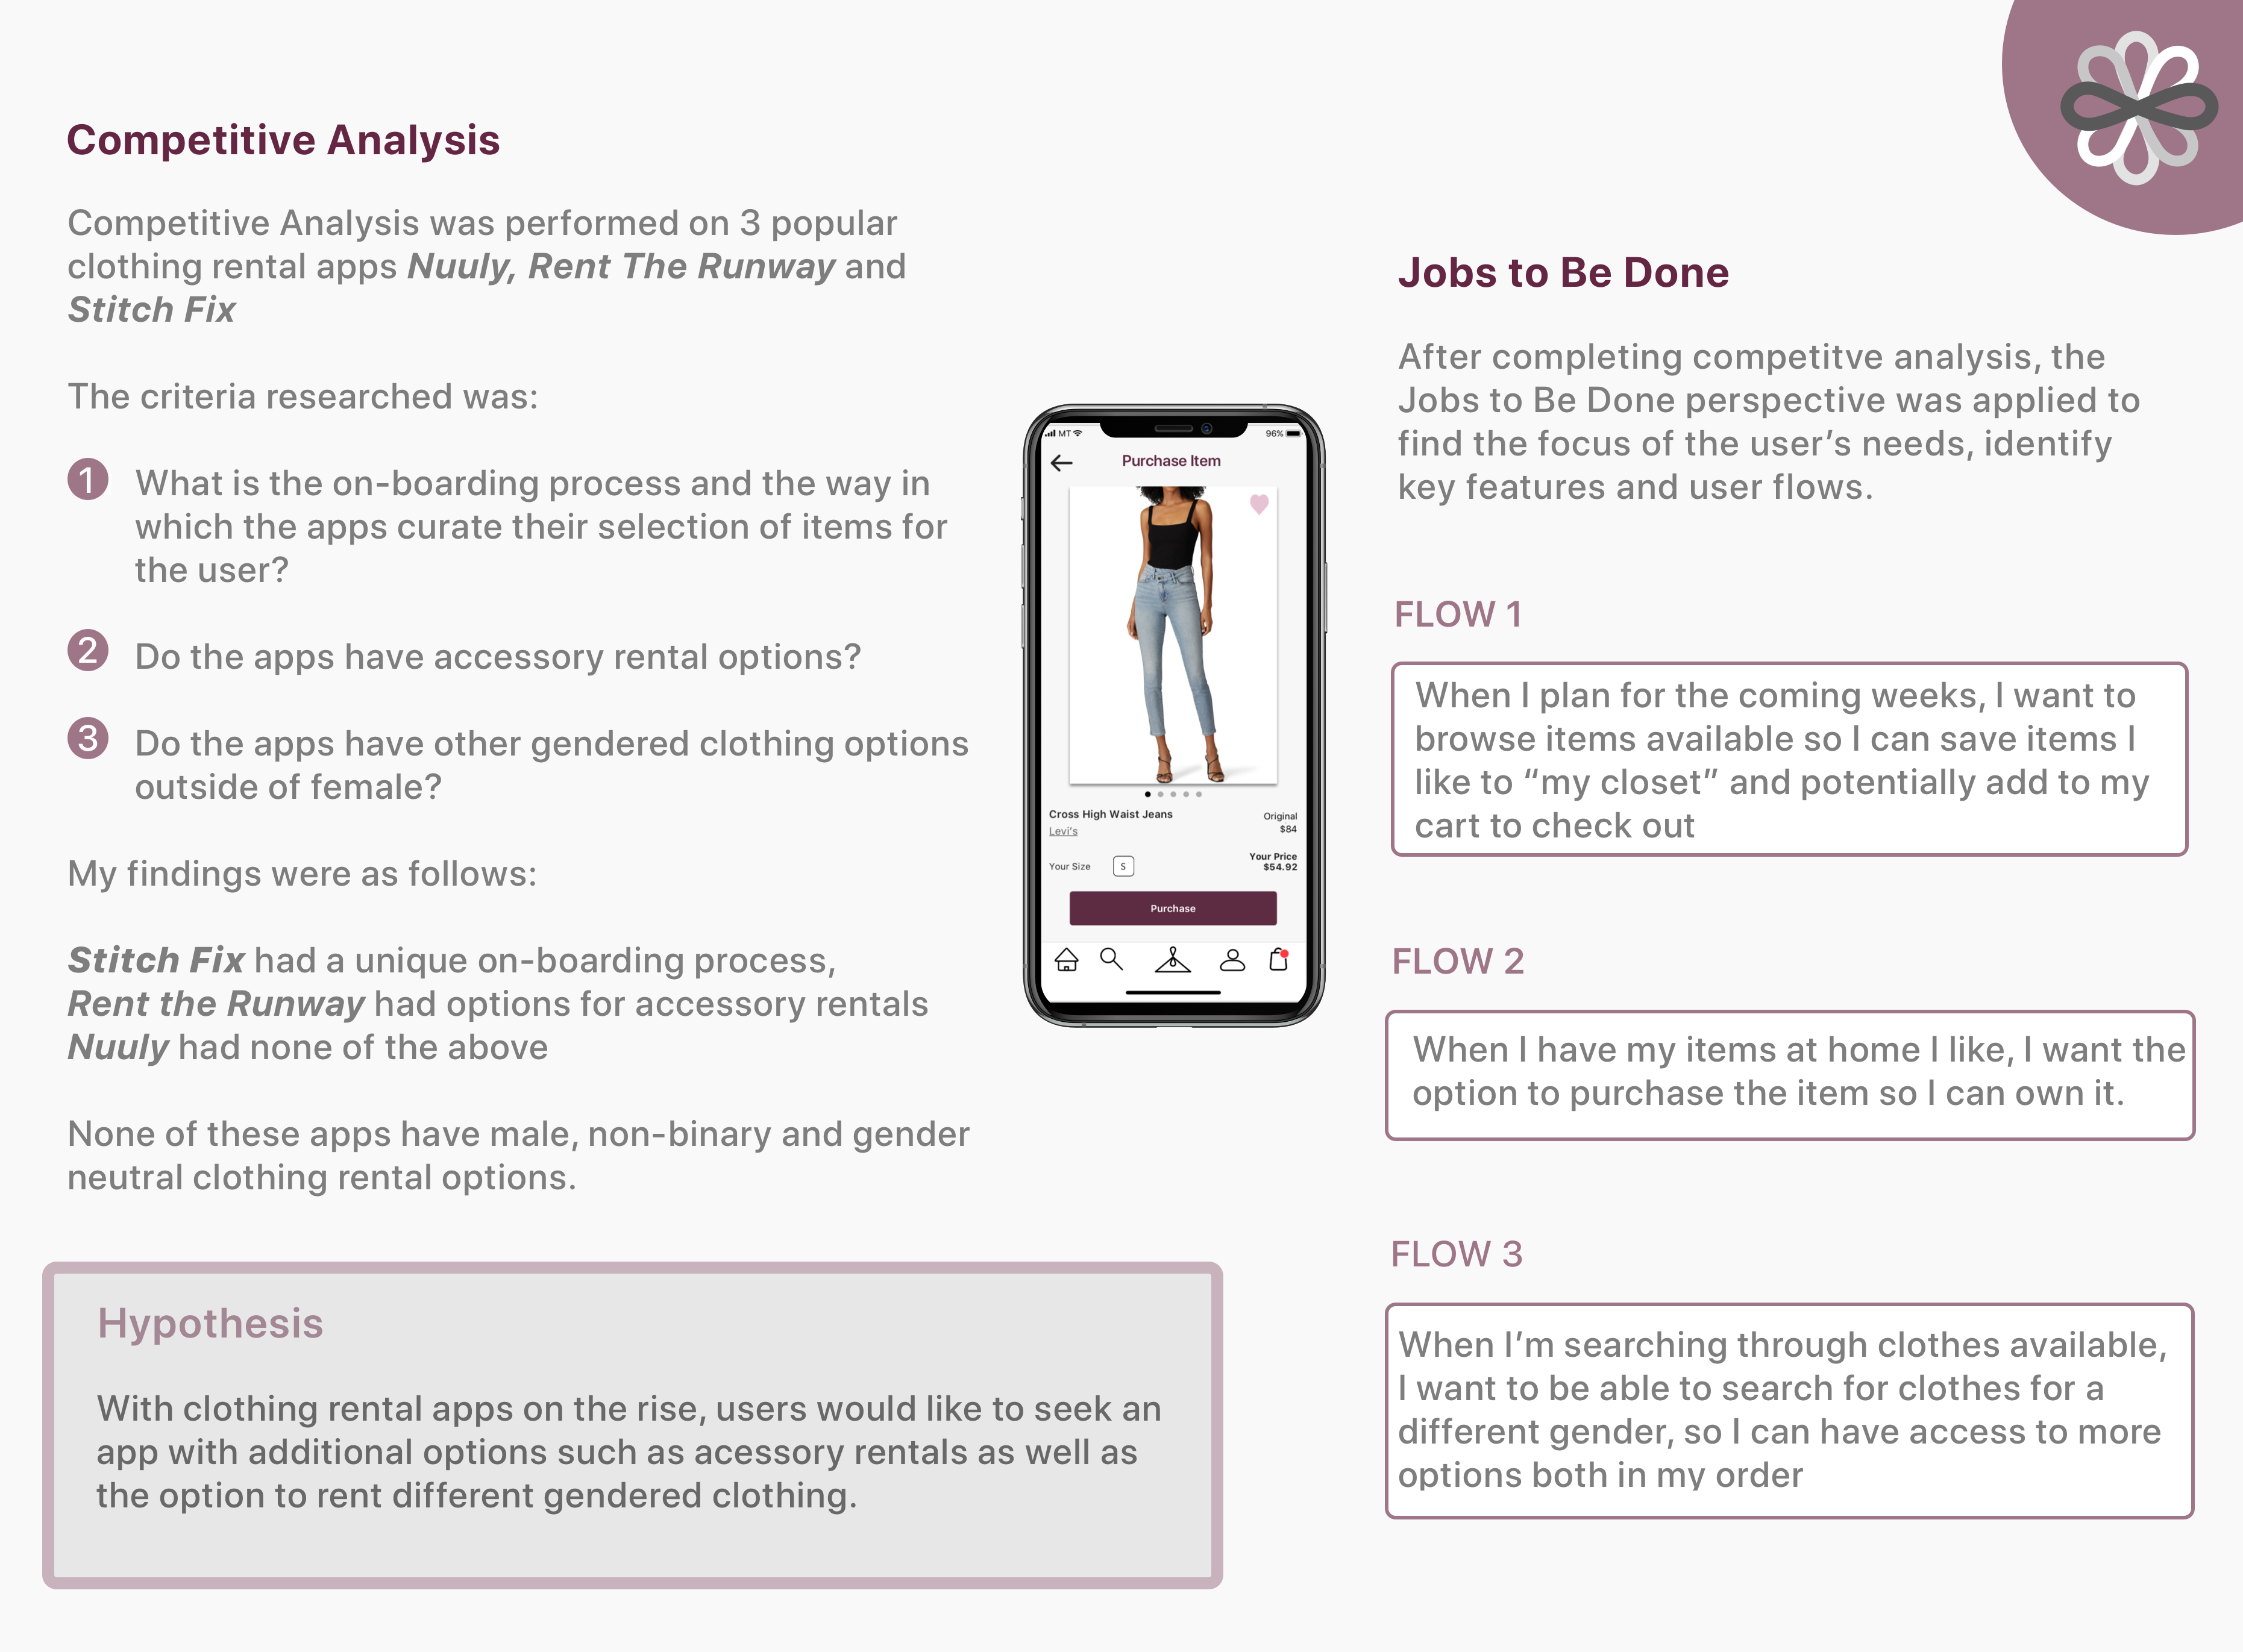 Competitive Analysis
Competitive Analysis was performed on 3 popular
clothing rental apps Nuuly, Rent The Runway and
Stitch Fix
The criteria researched was:
1 What is the on-boarding process and the way in
which the apps curate their selection of items for
the user?
2 Do the apps have accessory rental options?
3 Do the apps have other gendered clothing options
outside of female?
My findings were as follows:
Stitch Fix had a unique on-boarding process,
Rent the Runway had options for accessory rentals
Nuuly had none of the above
None of these apps have male, non-binary and gender
neutral clothing rental options.
Hypothesis
With clothing rental apps on the rise, users would like to seek an
app with additional options such as acessory rentals as well as
the option to rent different gendered clothing.
MT 96%
Purchase Item
Cross High Waist Jeans Original
Levi's $84
Your Price
Your Size S $54.92
Purchase
Jobs to Be Done
After completing competitve analysis, the
Jobs to Be Done perspective was applied to
find the focus of the user’s needs, identify
key features and user flows.
FLOW 1
When I plan for the coming weeks, I want to
browse items available so I can save items I
like to “my closet” and potentially add to my
cart to check out
FLOW 2
When I have my items at home I like, I want the
option to purchase the item so I can own it.
FLOW 3
When I’m searching through clothes available,
I want to be able to search for clothes for a
different gender, so I can have access to more
options both in my order